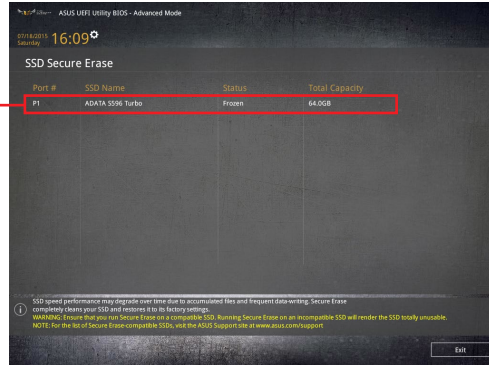 ASUS UEFI Utility BIOS - Advanced Mode
07/18/2015
Saturday 16:09
SSD Secure Erase
Port # SSD Name Status Total Capacity
P1 ADATA S596 Turbo Frozen 64.0GB
SSD speed performance may degrade over time due to accumulated files and frequent data-writing. Secure Erase
completely cleans your SSD and restores it to its factory settings.
WARNING: Ensure that you run Secure Erase on a compatible SSD. Running Secure Erase on an incompatible SSD will render the SSD totally unusable.
NOTE: For the list of Secure Erase-compatible SSDs, visit the ASUS Support site at www.asus.com/support
Exit